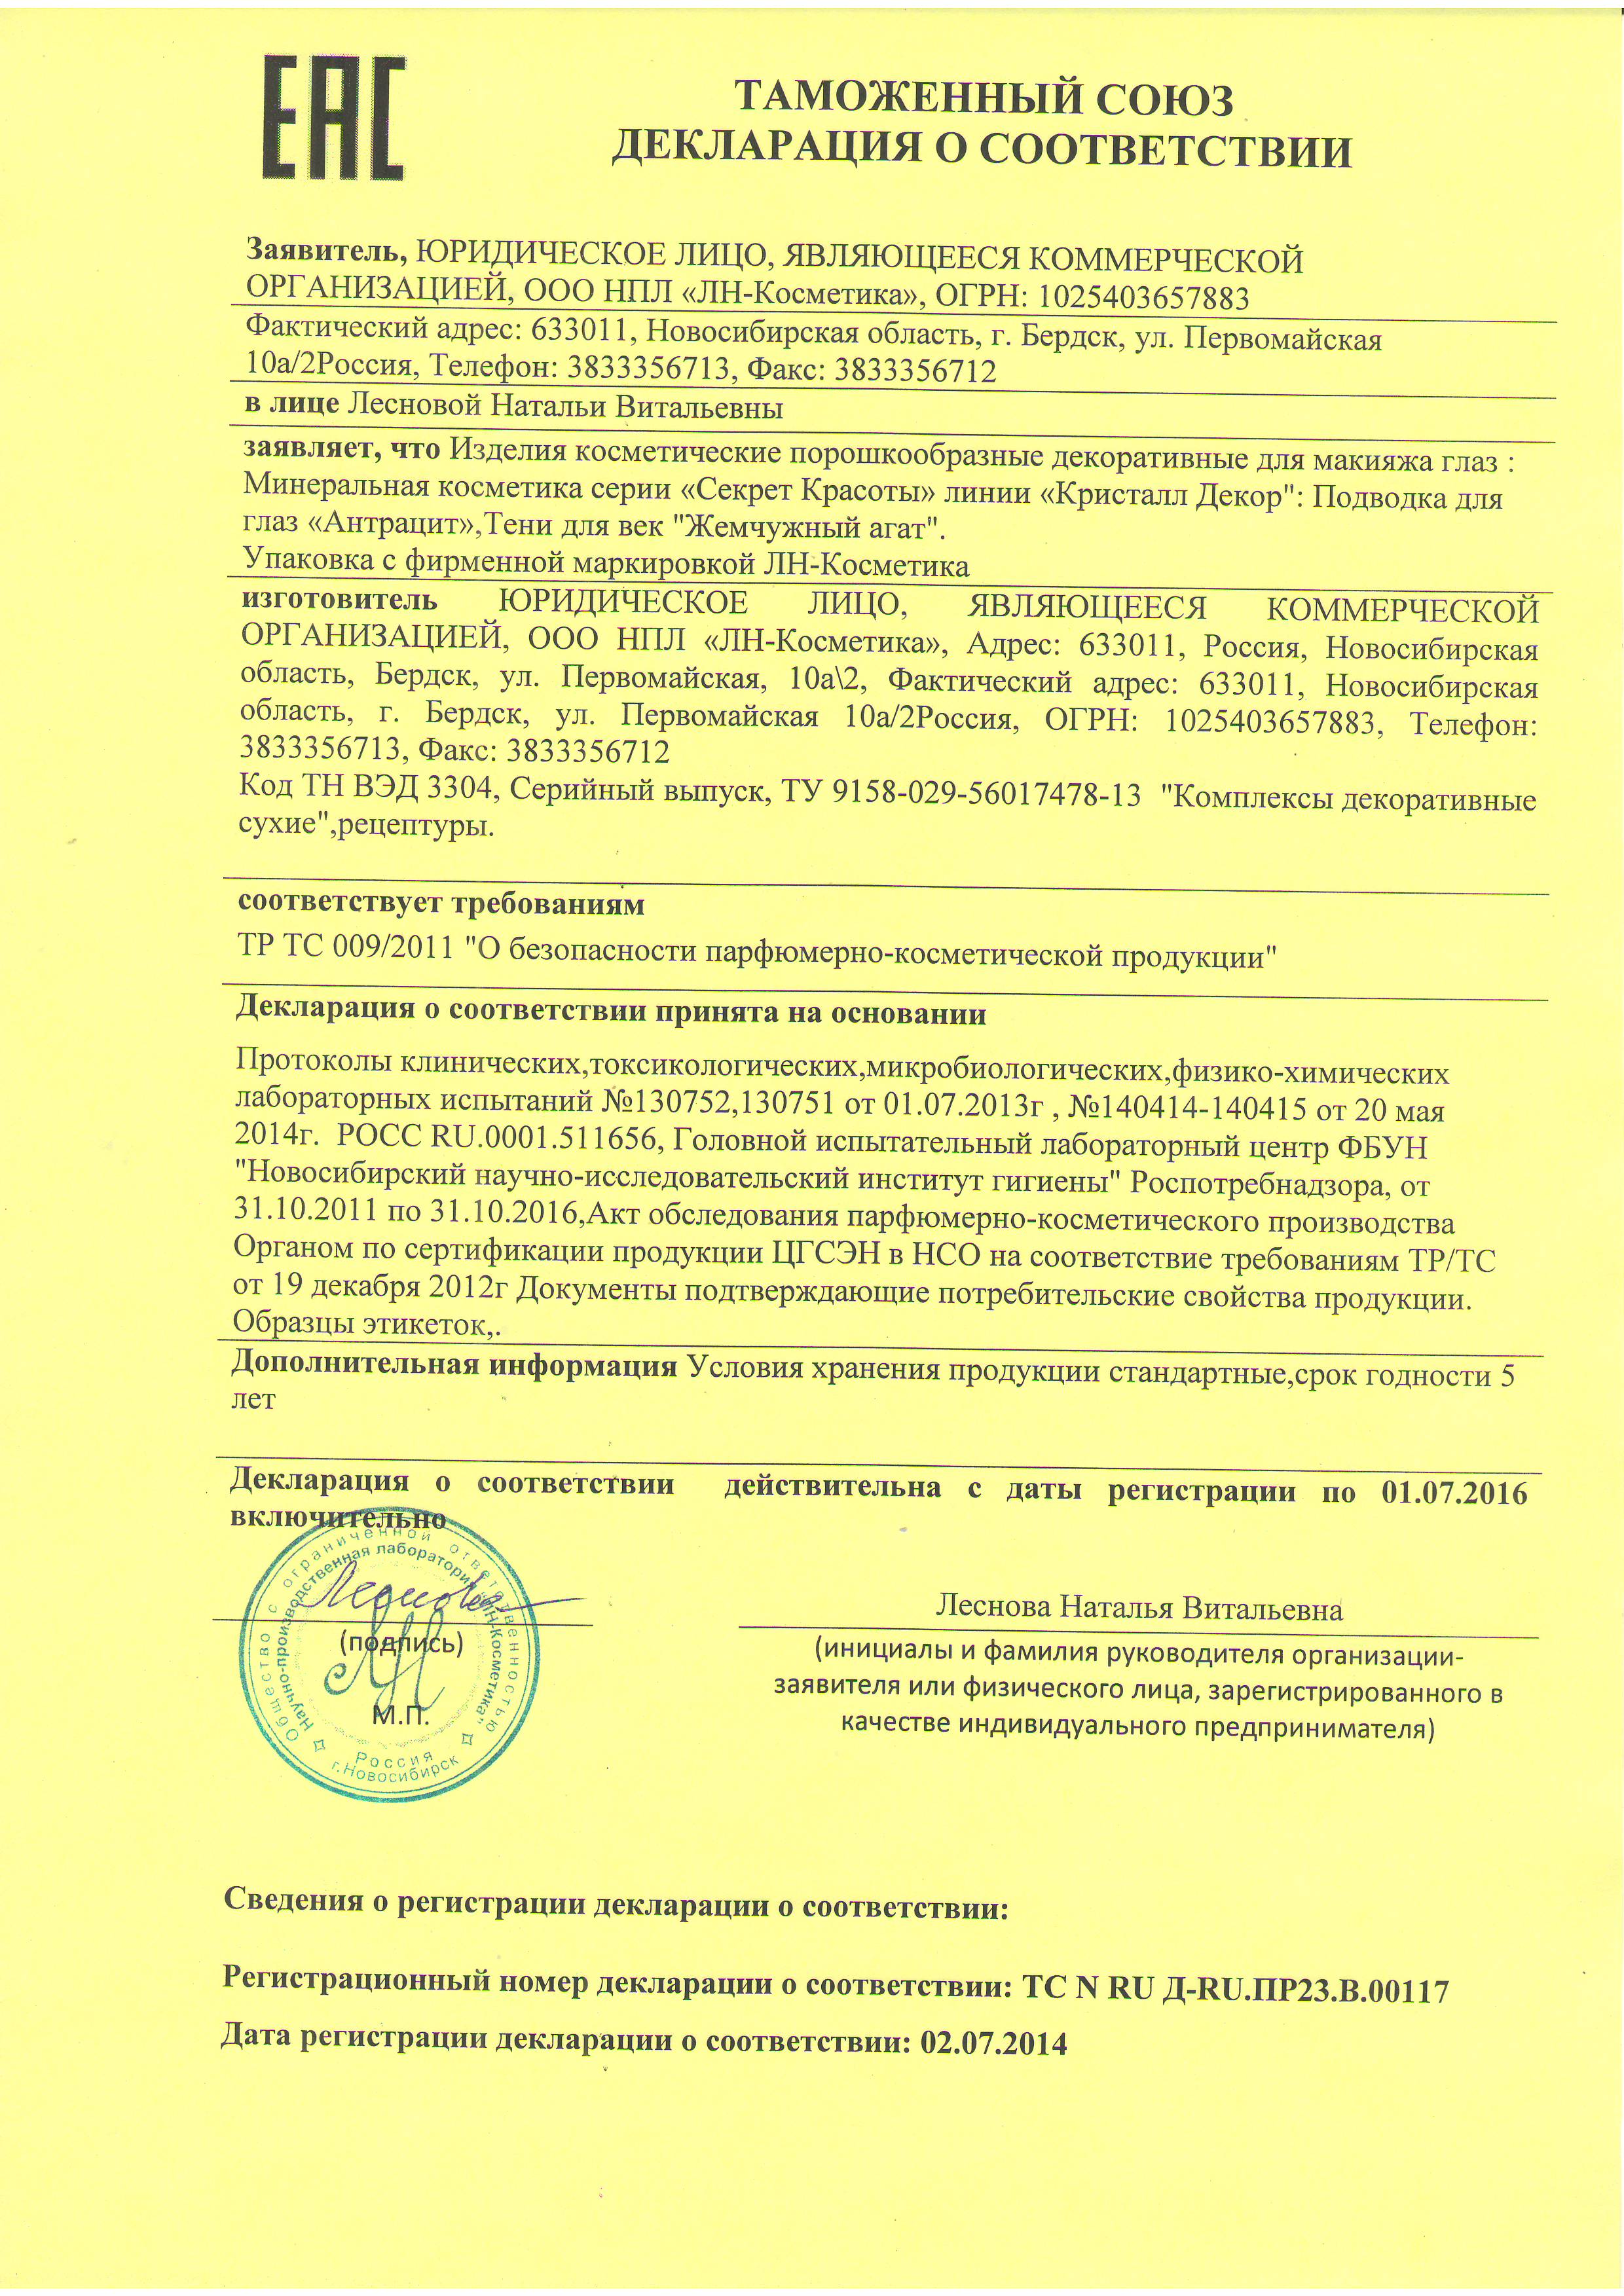 ЕАС
ТАМОЖЕННЫЙ СОЮЗ
ДЕКЛАРАЦИЯ О СООТВЕТСТВИИ
Заявитель, ЮРИДИЧЕСКОЕ ЛИЦО, ЯВЛЯЮЩЕЕСЯ КОММЕРЧЕСКОЙ
ОРГАНИЗАЦИЕЙ, ООО НПЛ «ЛН-Косметика», ОГРН: 1025403657883
Фактический адрес: 633011, Новосибирская область, г. Бердск, ул. Первомайская
10а/2Россия, Телефон: 3833356713, Факс: 3833356712
в лице Лесновой Натальи Витальевны
заявляет, что Изделия косметические порошкообразные декоративные для макияжа глаз :
Минеральная косметика серии «Секрет Красоты» линии «Кристалл Декор": Подводка для
глаз «Антрацит»,Тени для век "Жемчужный агат".
Упаковка с фирменной маркировкой ЛН-Косметика
изготовитель ЮРИДИЧЕСКОЕ ЛИЦО, ЯВЛЯЮЩЕЕСЯ КОММЕРЧЕСКОЙ
ОРГАНИЗАЦИЕЙ, ООО НПЛ «ЛН-Косметика», Адрес: 633011, Россия, Новосибирская
область, Бердск, ул. Первомайская, 10а\2, Фактический адрес: 633011, Новосибирская
область, г. Бердск, ул. Первомайская 10а/2Россия, ОГРН: 1025403657883, Телефон:
3833356713, Факс: 3833356712
Код ТН ВЭД 3304, Серийный выпуск, ТУ 9158-029-56017478-13 "Комплексы декоративные
сухие",рецептуры.
соответствует требованиям
ТР ТС 009/2011 "О безопасности парфюмерно-косметической продукции"
Декларация о соответствии принята на основании
Протоколы клинических,токсикологических,микробиологических,физико-химических
лабораторных испытаний №130752,130751 от 01.07.2013г , №140414-140415 от 20 мая
2014г. РОСС RU.0001.511656, Головной испытательный лабораторный центр ФБУН
"Новосибирский научно-исследовательский институт гигиены" Роспотребнадзора, от
31.10.2011 по 31.10.2016,Акт обследования парфюмерно-косметического производства
Органом по сертификации продукции ЦГСЭН в НСО на соответствие требованиям ТР/ТС
от 19 декабря 2012г Документы подтверждающие потребительские свойства продукции.
Образцы этикеток,.
Дополнительная информация Условия хранения продукции стандартные,срок годности 5
лет
Декларация о соответствии действительна с даты регистрации по 01.07.2016
включительно
Леснова
(подпись)
М.П.
Общество с ограниченной ответственностью
Научно-производственная лаборатория "ЛН-Косметика"
ЛН
Россия
г.Новосибирск
Леснова Наталья Витальевна
(инициалы и фамилия руководителя организации-
заявителя или физического лица, зарегистрированного в
качестве индивидуального предпринимателя)
Сведения о регистрации декларации о соответствии:
Регистрационный номер декларации о соответствии: ТС N RU Д-RU.ПР23.В.00117
Дата регистрации декларации о соответствии: 02.07.2014